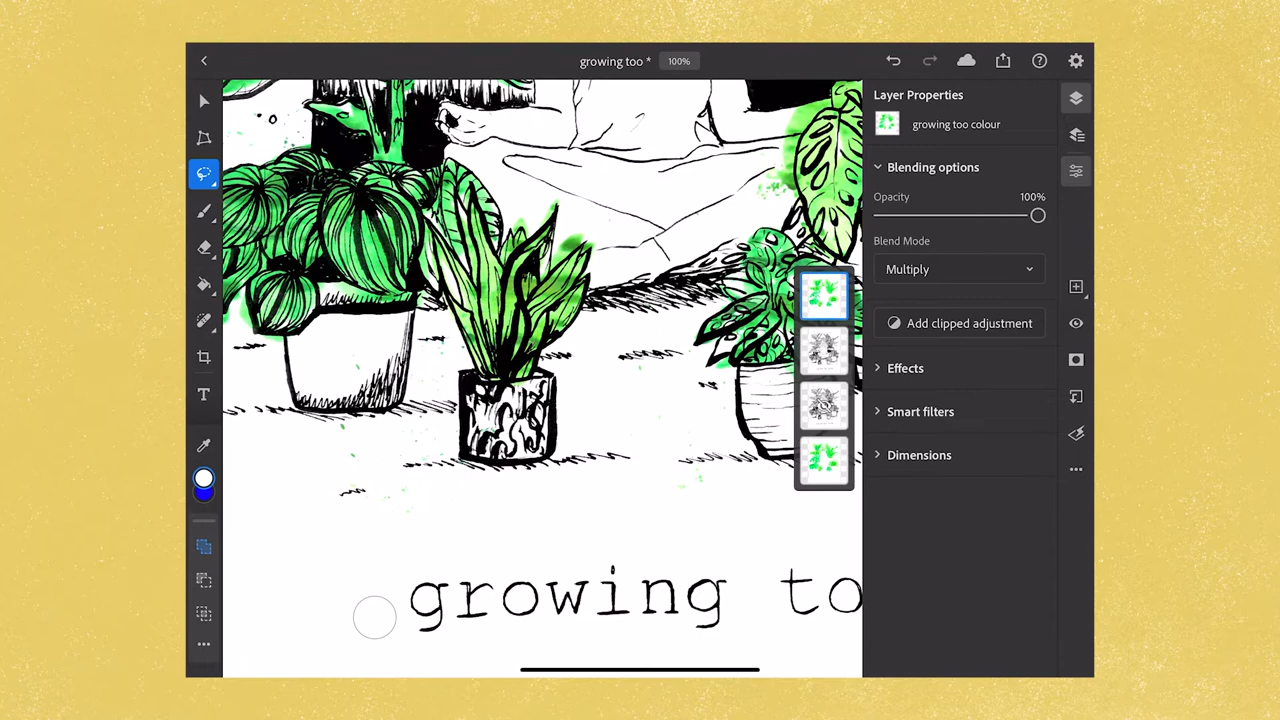 growing too *
100%
Layer Properties
growing too colour
Blending options
Opacity
100%
Blend Mode
Multiply
Add clipped adjustment
Effects
Smart filters
Dimensions
T
growing to